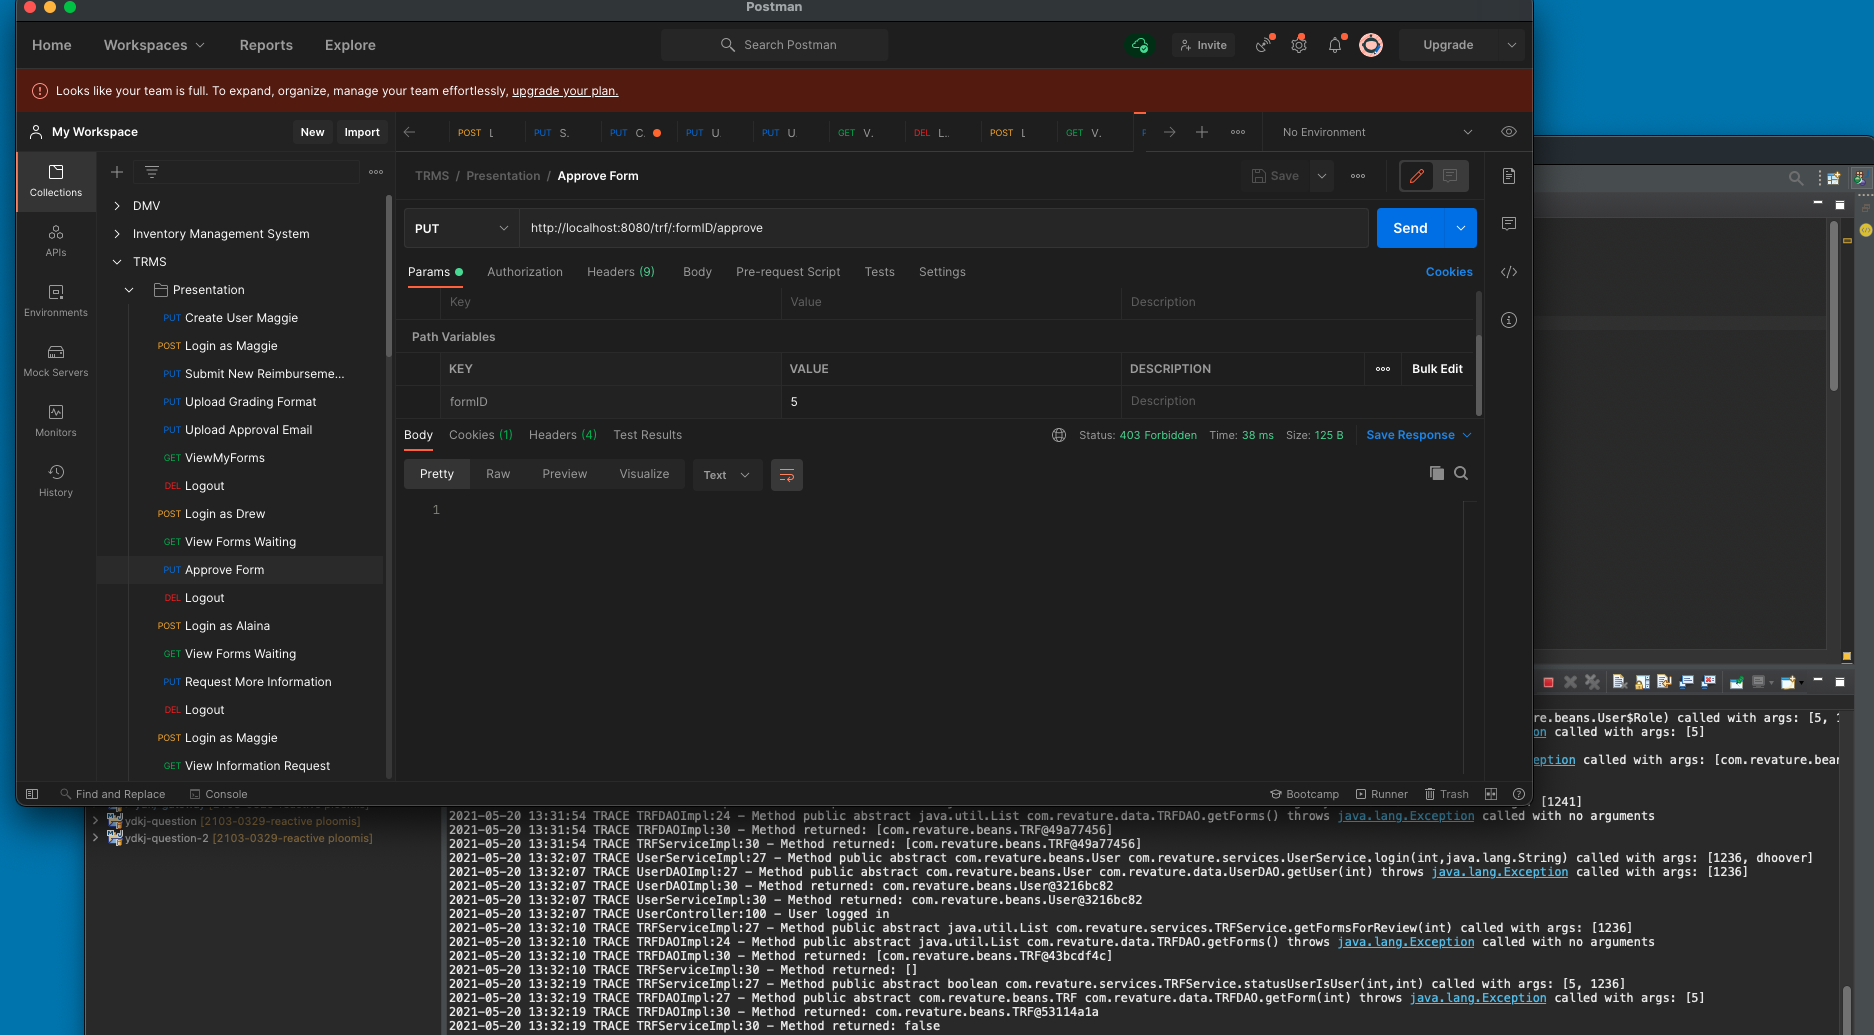 Postman
Home
Workspaces
Reports
Explore
Search Postman
Invite
Upgrade
Looks like your team is full. To expand, organize, manage your team effortlessly, upgrade your plan.
My Workspace
New
Import
POST
PUT S.
PUT C.
PUT U
PUT U
GET V.
DEL L..
POST
GET V.
No Environment
Collections
APIs
Environments
Mock Servers
Monitors
History
DMV
Inventory Management System
TRMS
Presentation
PUT Create User Maggie
POST Login as Maggie
PUT Submit New Reimburseme...
PUT Upload Grading Format
PUT Upload Approval Email
GET ViewMyForms
DEL Logout
POST Login as Drew
GET View Forms Waiting
PUT Approve Form
DEL Logout
POST Login as Alaina
GET View Forms Waiting
PUT Request More Information
DEL Logout
POST Login as Maggie
GET View Information Request
TRMS / Presentation / Approve Form
Save
PUT
http://localhost:8080/trf/:formID/approve
Send
Params
Authorization
Headers (9)
Body
Pre-request Script
Tests
Settings
Cookies
Key
Value
Description
Path Variables
KEY
VALUE
DESCRIPTION
Bulk Edit
formID
5
Description
Body
Cookies (1)
Headers (4)
Test Results
Status: 403 Forbidden
Time: 38 ms
Size: 125 B
Save Response
Pretty
Raw
Preview
Visualize
Text
1
Find and Replace
Console
Bootcamp
Runner
Trash
re.beans.User$Role) called with args: [5, 1
on called with args: [5]
eption called with args: [com.revature.bean
[1241]
ydkj-question [2103-0329-reactive ploomis]
ydkj-question-2 [2103-0329-reactive ploomis]
2021-05-20 13:31:54 TRACE TRFDAOImpl:24 - Method public abstract java.util.List com.revature.data.TRFDAO.getForms() throws java.lang.Exception called with no arguments
2021-05-20 13:31:54 TRACE TRFDAOImpl:30 - Method returned: [com.revature.beans.TRF@49a77456]
2021-05-20 13:31:54 TRACE TRFServiceImpl:30 - Method returned: [com.revature.beans.TRF@49a77456]
2021-05-20 13:32:07 TRACE UserServiceImpl:27 - Method public abstract com.revature.beans.User com.revature.services.UserService.login(int,java.lang.String) called with args: [1236, dhoover]
2021-05-20 13:32:07 TRACE UserDAOImpl:27 - Method public abstract com.revature.beans.User com.revature.data.UserDAO.getUser(int) throws java.lang.Exception called with args: [1236]
2021-05-20 13:32:07 TRACE UserDAOImpl:30 - Method returned: com.revature.beans.User@3216bc82
2021-05-20 13:32:07 TRACE UserServiceImpl:30 - Method returned: com.revature.beans.User@3216bc82
2021-05-20 13:32:07 TRACE UserController:100 - User logged in
2021-05-20 13:32:10 TRACE TRFServiceImpl:27 - Method public abstract java.util.List com.revature.services.TRFService.getFormsForReview(int) called with args: [1236]
2021-05-20 13:32:10 TRACE TRFDAOImpl:24 - Method public abstract java.util.List com.revature.data.TRFDAO.getForms() throws java.lang.Exception called with no arguments
2021-05-20 13:32:10 TRACE TRFDAOImpl:30 - Method returned: [com.revature.beans.TRF@43bcdf4c]
2021-05-20 13:32:10 TRACE TRFServiceImpl:30 - Method returned: []
2021-05-20 13:32:19 TRACE TRFServiceImpl:27 - Method public abstract boolean com.revature.services.TRFService.statusUserIsUser(int,int) called with args: [5, 1236]
2021-05-20 13:32:19 TRACE TRFDAOImpl:27 - Method public abstract com.revature.beans.TRF com.revature.data.TRFDAO.getForm(int) throws java.lang.Exception called with args: [5]
2021-05-20 13:32:19 TRACE TRFDAOImpl:30 - Method returned: com.revature.beans.TRF@53114a1a
2021-05-20 13:32:19 TRACE TRFServiceImpl:30 - Method returned: false